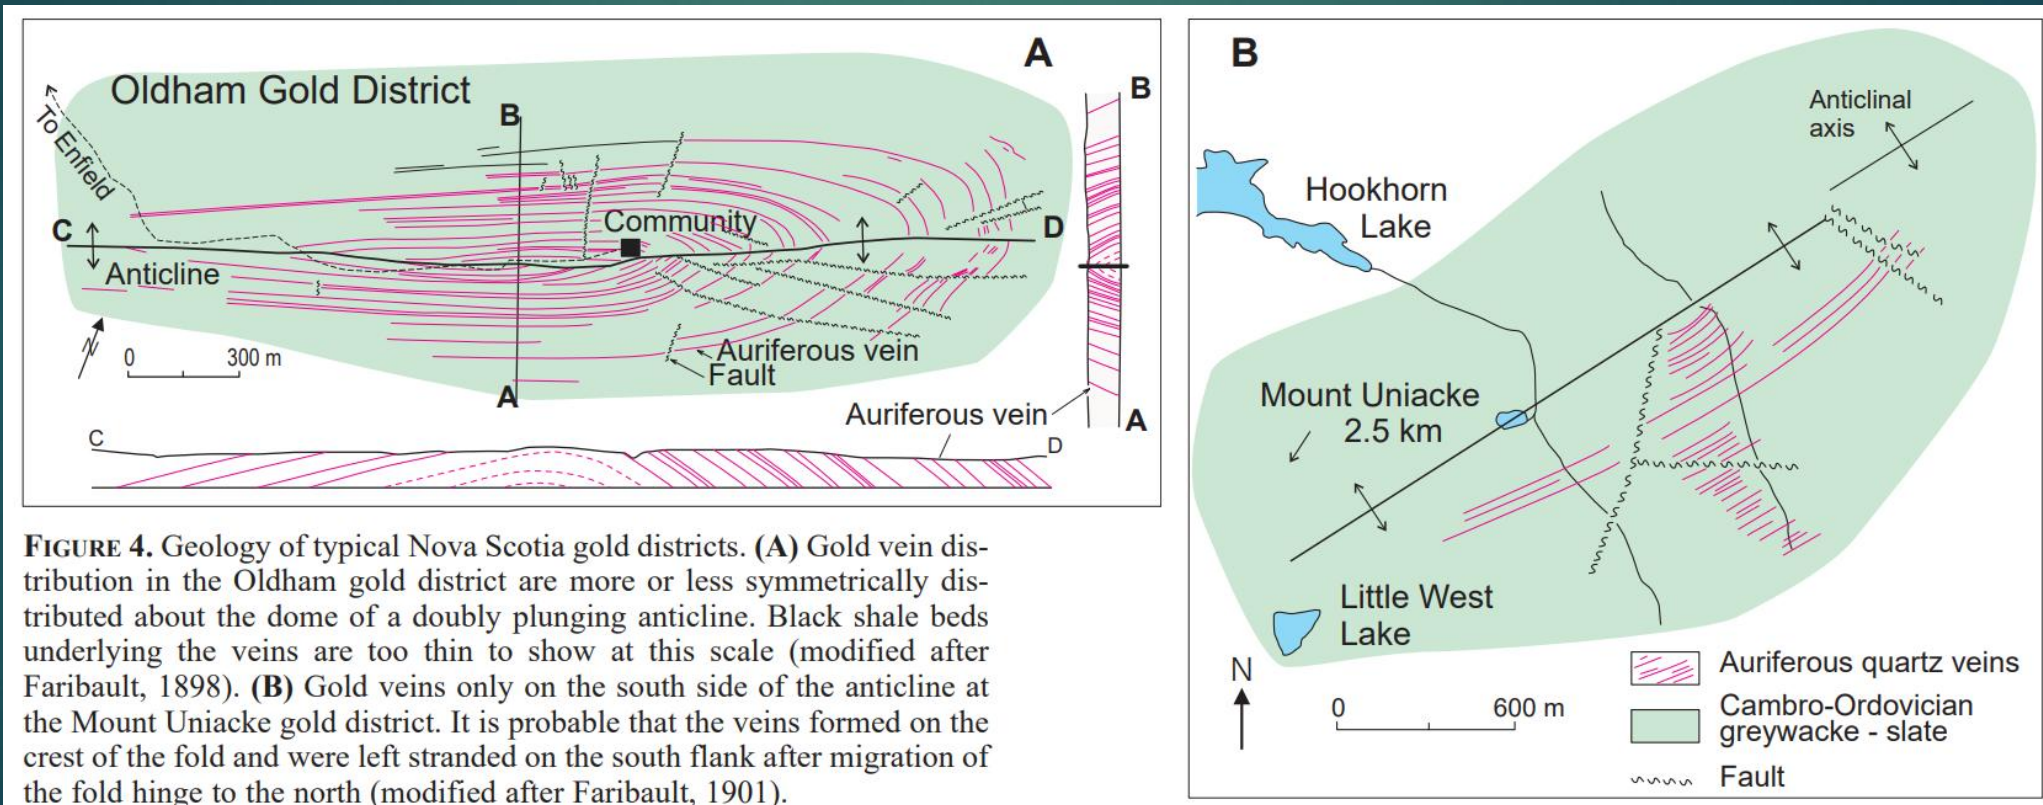 A
Oldham Gold District
B
To Enfield
C
Anticline
Community
D
N
0 300 m
Auriferous vein
Fault
A
B
Auriferous vein
A
C
D
B
Anticlinal
axis
Hookhorn
Lake
Mount Uniacke
2.5 km
Little West
Lake
N
0 600 m
Auriferous quartz veins
Cambro-Ordovician
greywacke - slate
Fault
FIGURE 4. Geology of typical Nova Scotia gold districts. (A) Gold vein dis-
tribution in the Oldham gold district are more or less symmetrically dis-
tributed about the dome of a doubly plunging anticline. Black shale beds
underlying the veins are too thin to show at this scale (modified after
Faribault, 1898). (B) Gold veins only on the south side of the anticline at
the Mount Uniacke gold district. It is probable that the veins formed on the
crest of the fold and were left stranded on the south flank after migration of
the fold hinge to the north (modified after Faribault, 1901).